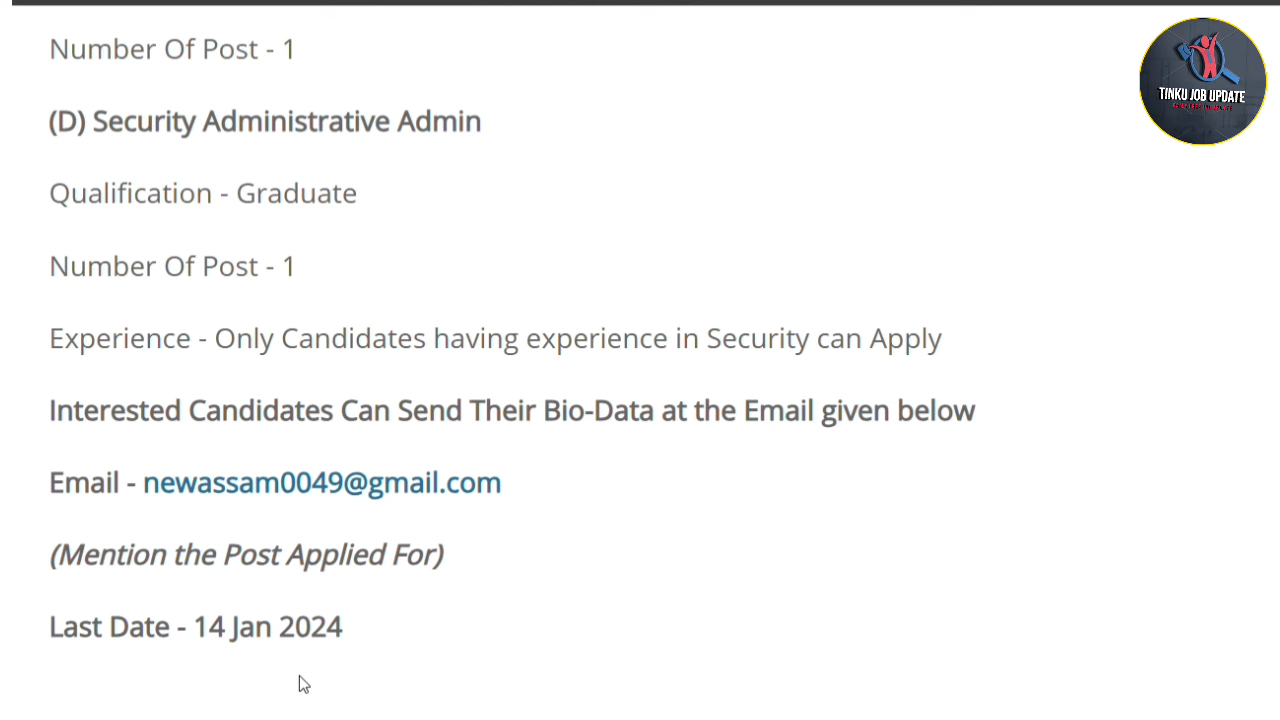 Number Of Post - 1
(D) Security Administrative Admin
Qualification - Graduate
Number Of Post - 1
Experience - Only Candidates having experience in Security can Apply
Interested Candidates Can Send Their Bio-Data at the Email given below
Email - newassam0049@gmail.com
(Mention the Post Applied For)
Last Date - 14 Jan 2024
TINKU JOB UPDATE